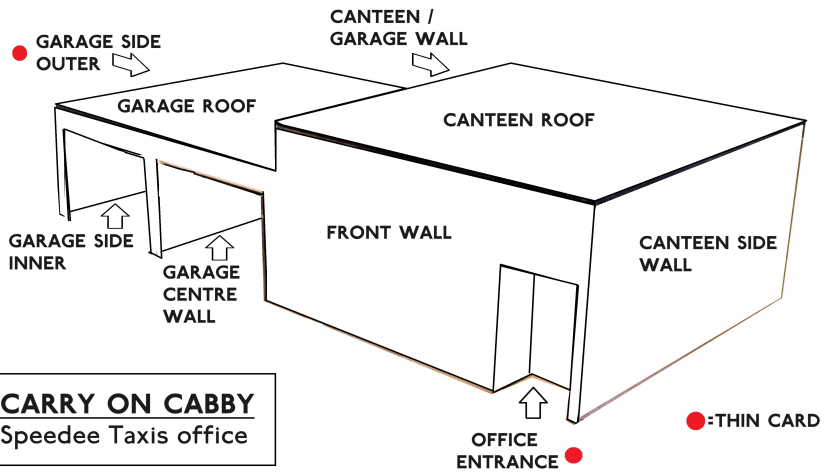 CANTEEN /
GARAGE WALL
GARAGE SIDE
OUTER
GARAGE ROOF
CANTEEN ROOF
FRONT WALL
CANTEEN SIDE
WALL
GARAGE SIDE
INNER
GARAGE
CENTRE
WALL
CARRY ON CABBY
Speedee Taxis office
OFFICE
ENTRANCE
=THIN CARD